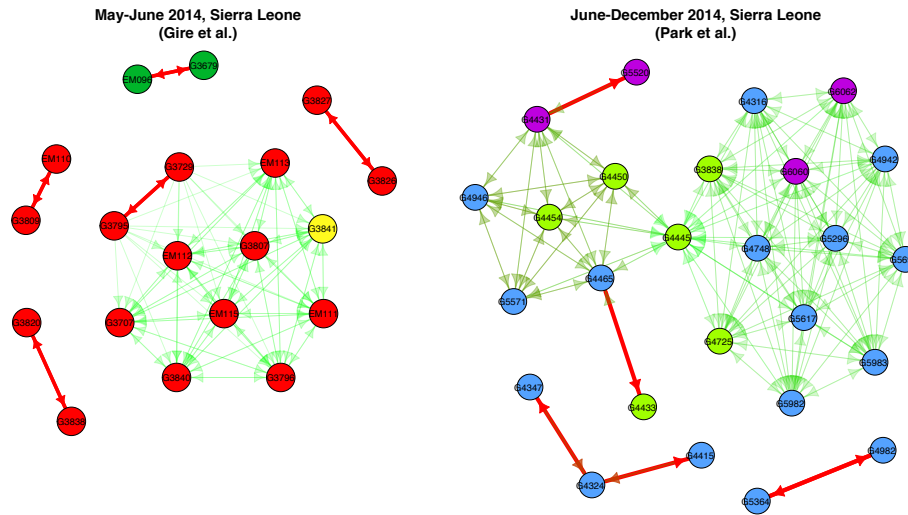 May-June 2014, Sierra Leone
(Gire et al.)
EM096
G3679
G3827
G3826
EM110
G3809
G3729
G3795
EM113
G3841
EM112
G3807
G3707
EM115
EM111
G3840
G3796
G3820
G3838
June-December 2014, Sierra Leone
(Park et al.)
G5520
G4431
G4316
G6062
G4946
G4450
G4454
G3838
G6060
G4942
G4445
G4748
G5296
G4465
G5571
G5617
G4725
G5983
G5982
G4347
G4433
G4324
G4415
G4982
G5364